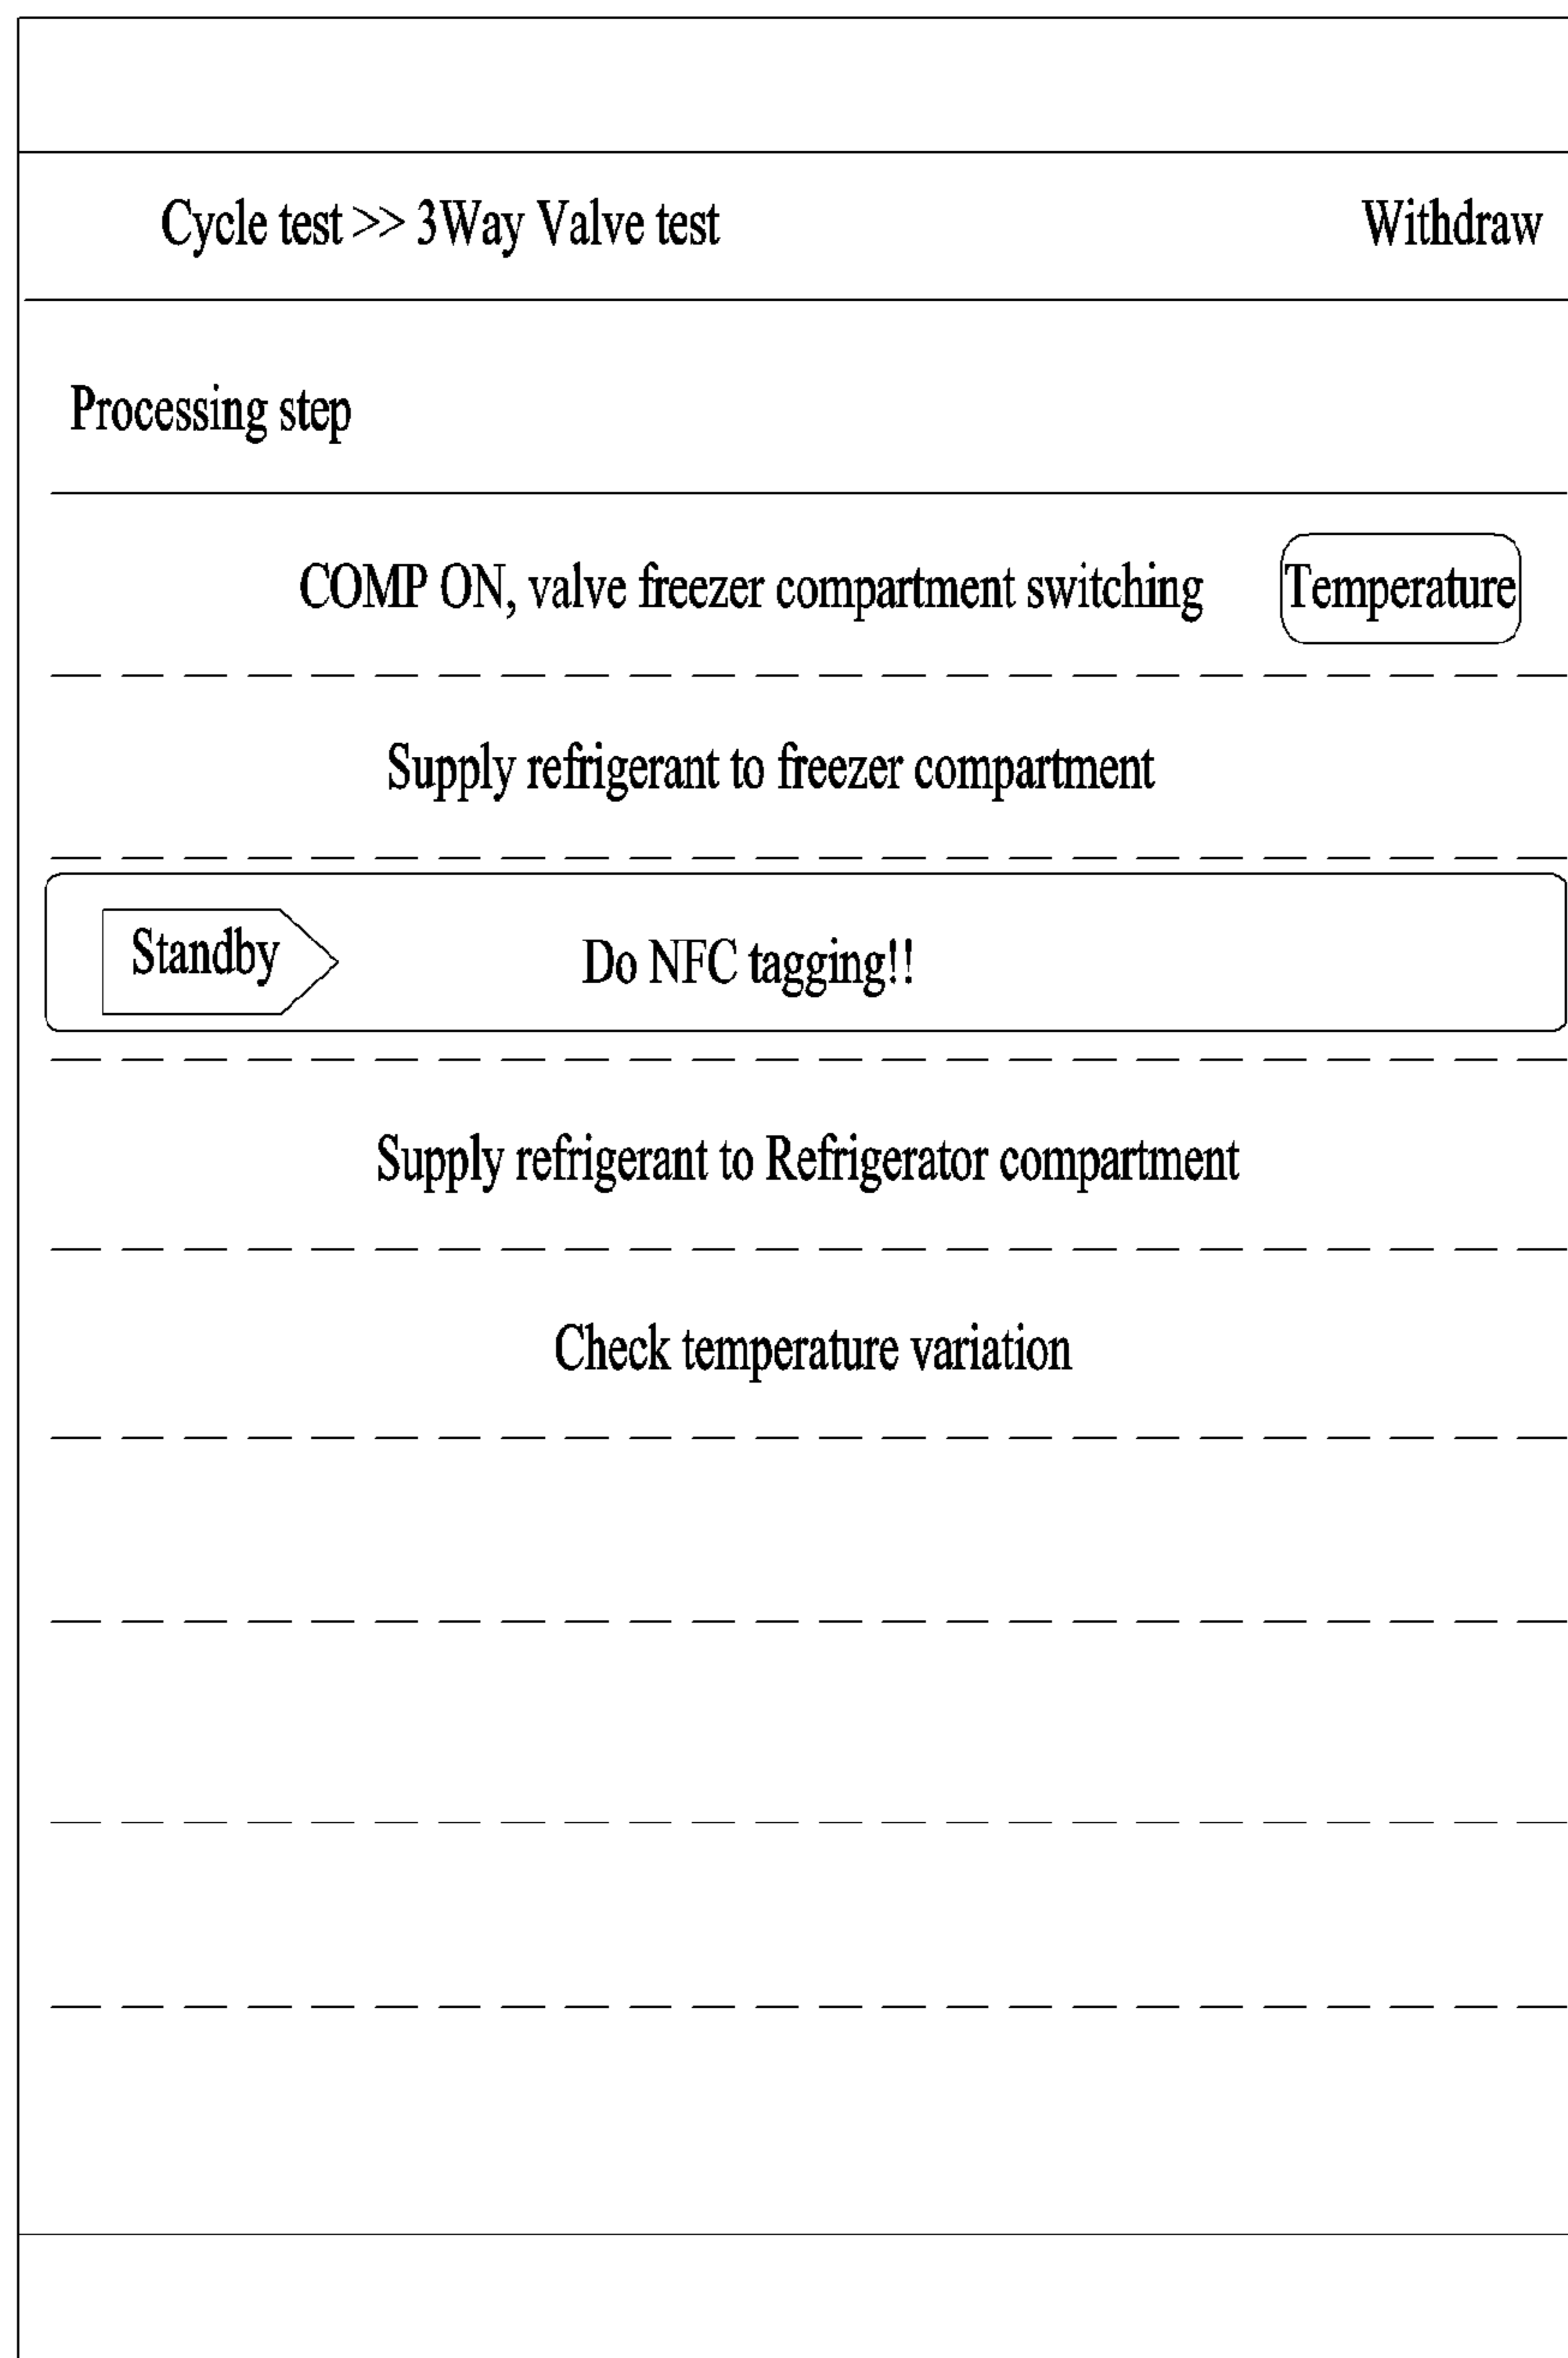 Cycle test >> 3Way Valve test Withdraw
Processing step
COMP ON, valve freezer compartment switching Temperature
Supply refrigerant to freezer compartment
Standby Do NFC tagging!!
Supply refrigerant to Refrigerator compartment
Check temperature variation